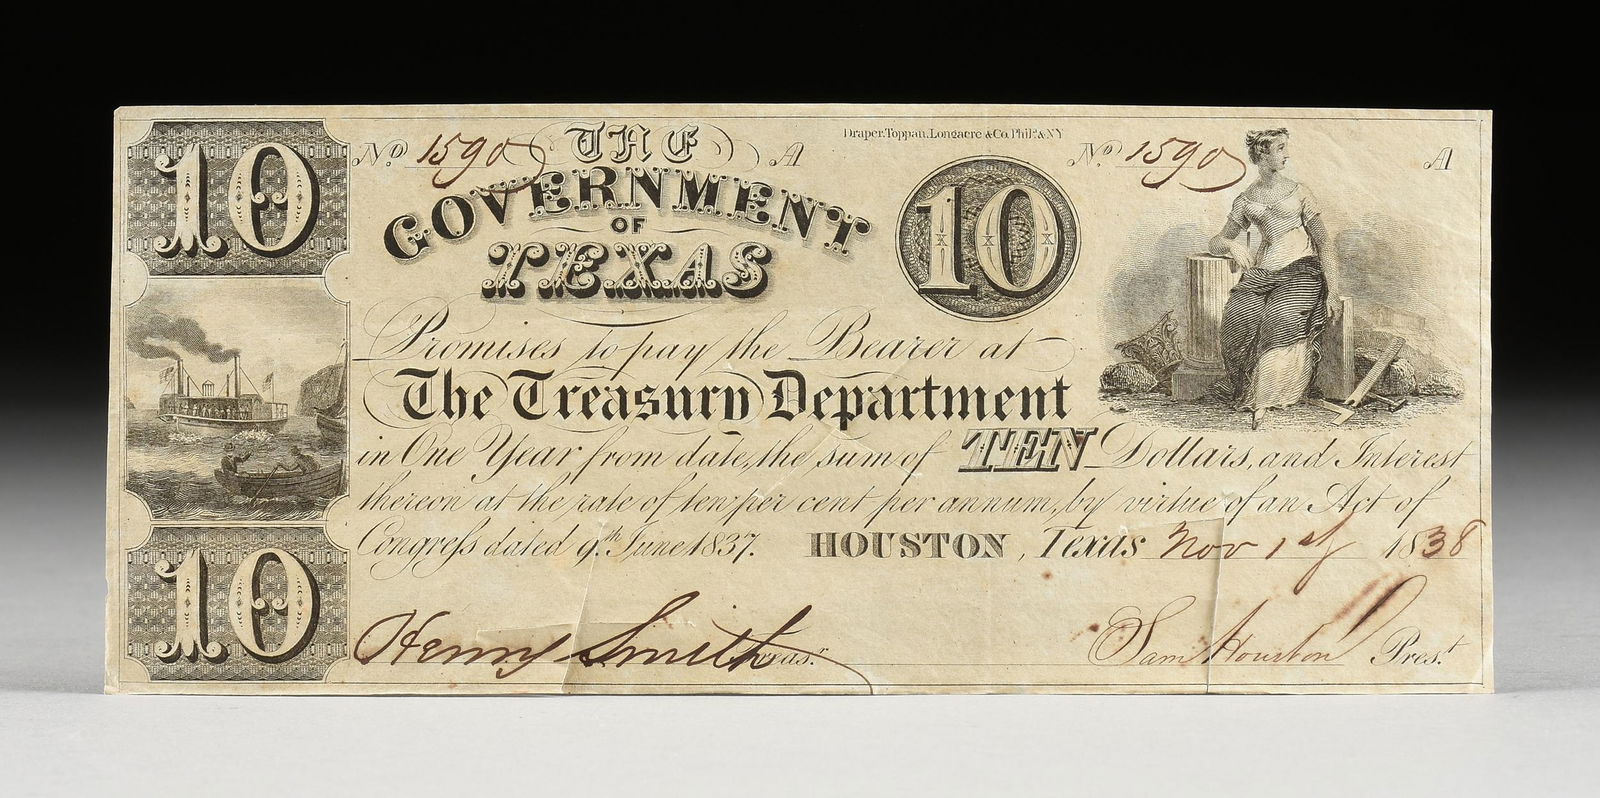 10
No. 1590 THE A
GOVERNMENT
OF
TEXAS
Draper, Toppan, Longacre & Co. Phila. & NY
10
No. 1590 A
Promises to pay the Bearer at
The Treasury Department
in One Year from date, the sum of TEN Dollars, and Interest
thereon at the rate of ten per cent per annum, by virtue of an Act of
Congress dated 9th June 1837. HOUSTON, Texas Nov 1st 1838
10
Henry Smith Treasr.
Sam Houston Prest.